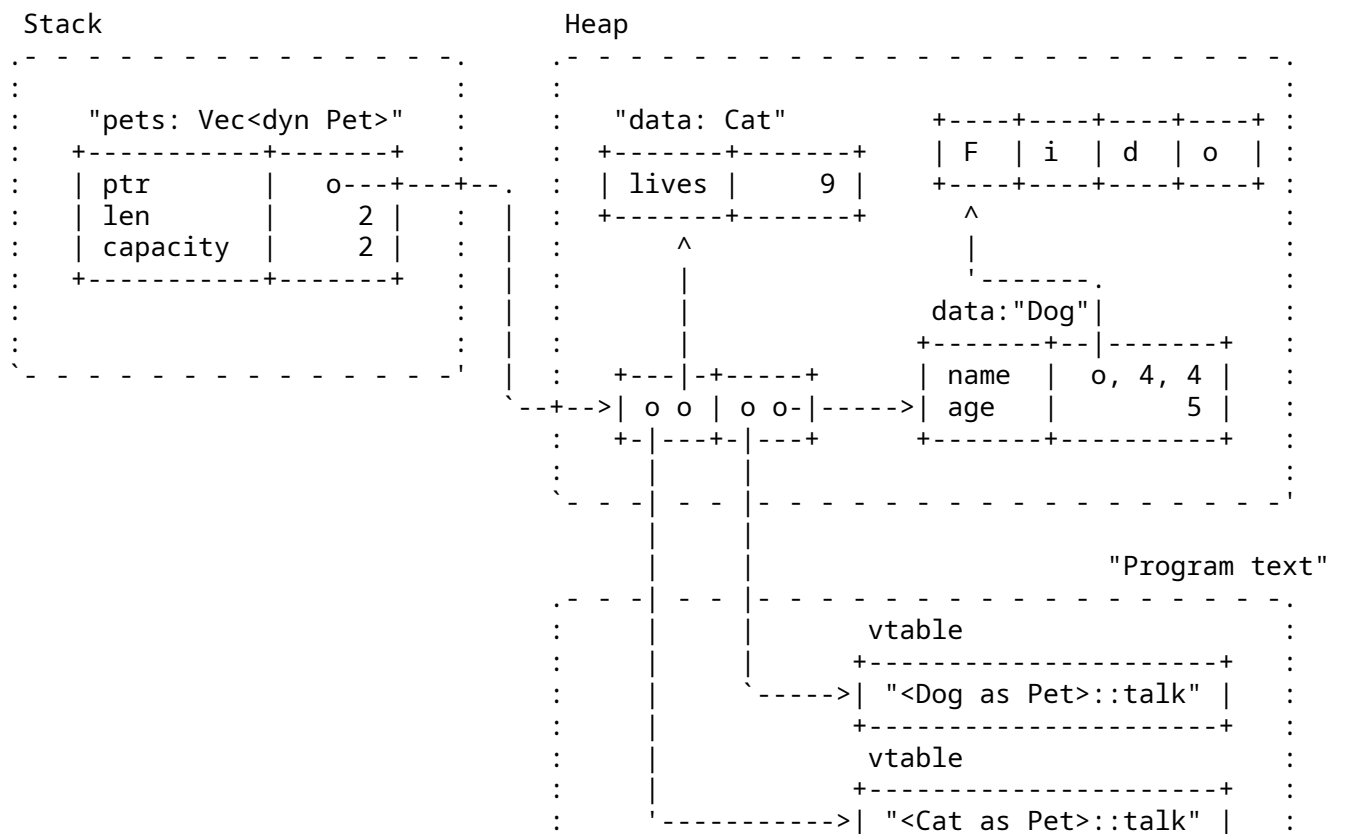 Stack Heap
"pets: Vec<dyn Pet>" "data: Cat"
F i d o
ptr o lives 9
len 2
capacity 2
data:"Dog"
name o, 4, 4
o o o o age 5
"Program text"
vtable
"<Dog as Pet>::talk"
vtable
"<Cat as Pet>::talk"